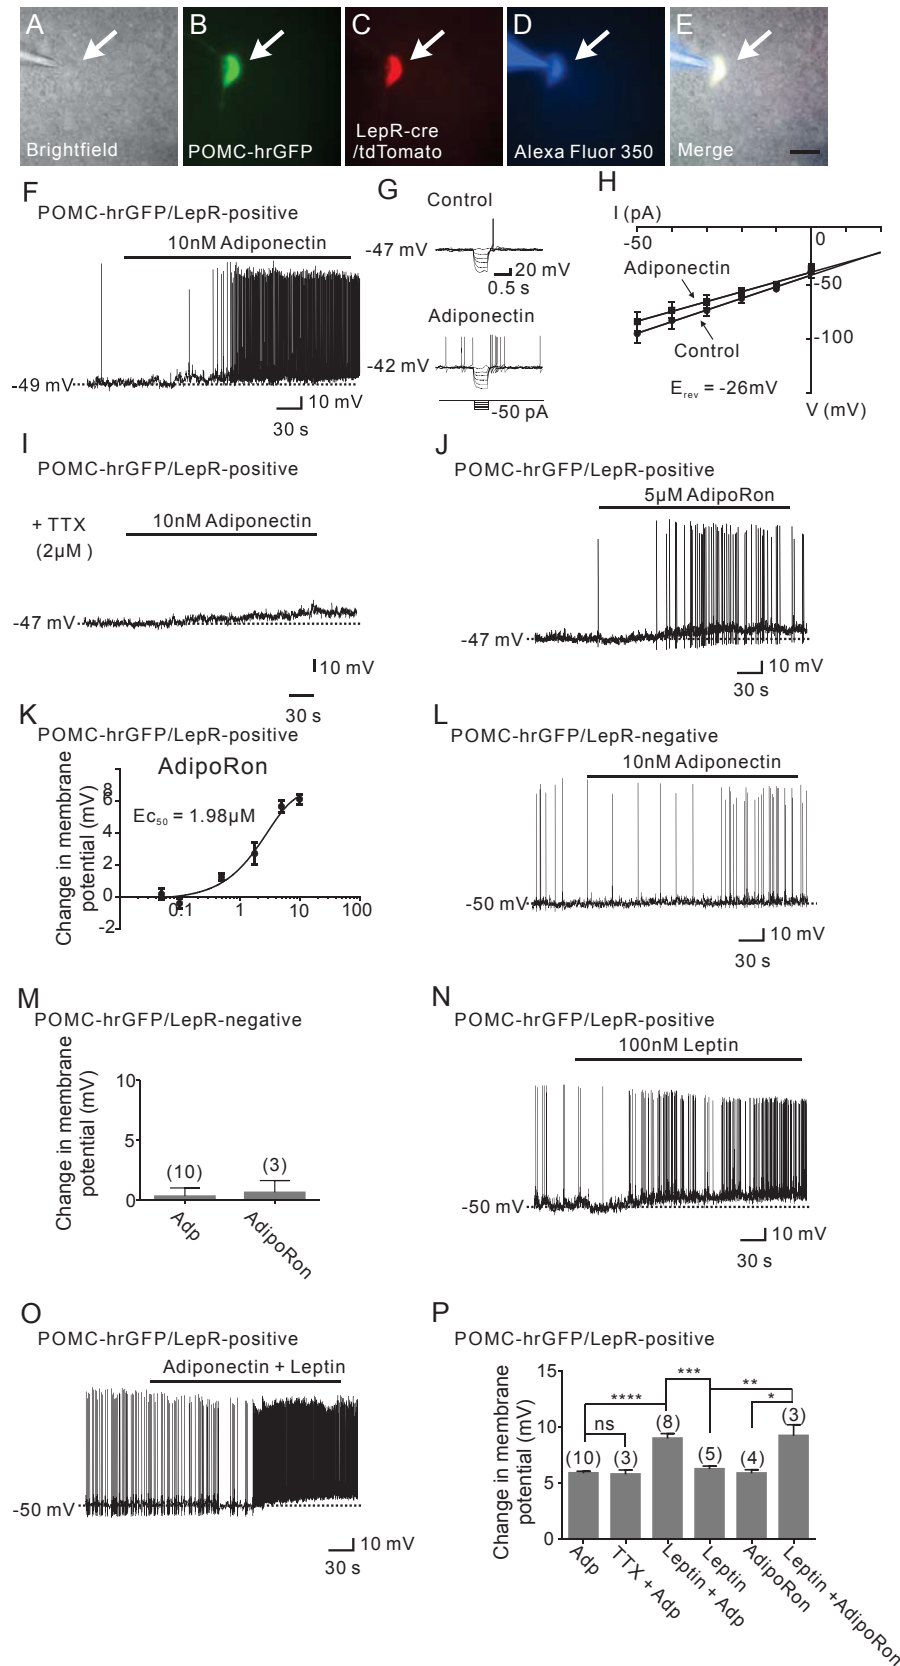 A
B
C
D
E
Brightfield
POMC-hrGFP
LepR-cre
/tdTomato
Alexa Fluor 350
Merge
F
POMC-hrGFP/LepR-positive
10nM Adiponectin
-49 mV
10 mV
30 s
G
Control
-47 mV
20 mV
0.5 s
Adiponectin
-42 mV
-50 pA
H
I (pA)
-50
0
Adiponectin
-50
Control
-100
Erev = -26mV
V (mV)
I
POMC-hrGFP/LepR-positive
+ TTX
(2µM )
10nM Adiponectin
-47 mV
10 mV
30 s
J
POMC-hrGFP/LepR-positive
5µM AdipoRon
-47 mV
10 mV
30 s
K
POMC-hrGFP/LepR-positive
AdipoRon
Change in membrane
potential (mV)
8
6
4
2
0
-2
Ec50 = 1.98µM
0.1
1
10
100
L
POMC-hrGFP/LepR-negative
10nM Adiponectin
-50 mV
10 mV
30 s
M
POMC-hrGFP/LepR-negative
Change in membrane
potential (mV)
10
5
0
(10)
(3)
Adp
AdipoRon
N
POMC-hrGFP/LepR-positive
100nM Leptin
-50 mV
10 mV
30 s
O
POMC-hrGFP/LepR-positive
Adiponectin + Leptin
-50 mV
10 mV
30 s
P
POMC-hrGFP/LepR-positive
Change in membrane
potential (mV)
15
10
5
0
****
***
**
*
ns
(10)
(3)
(8)
(5)
(4)
(3)
Adp
TTX + Adp
Leptin + Adp
Leptin
AdipoRon
Leptin +AdipoRon